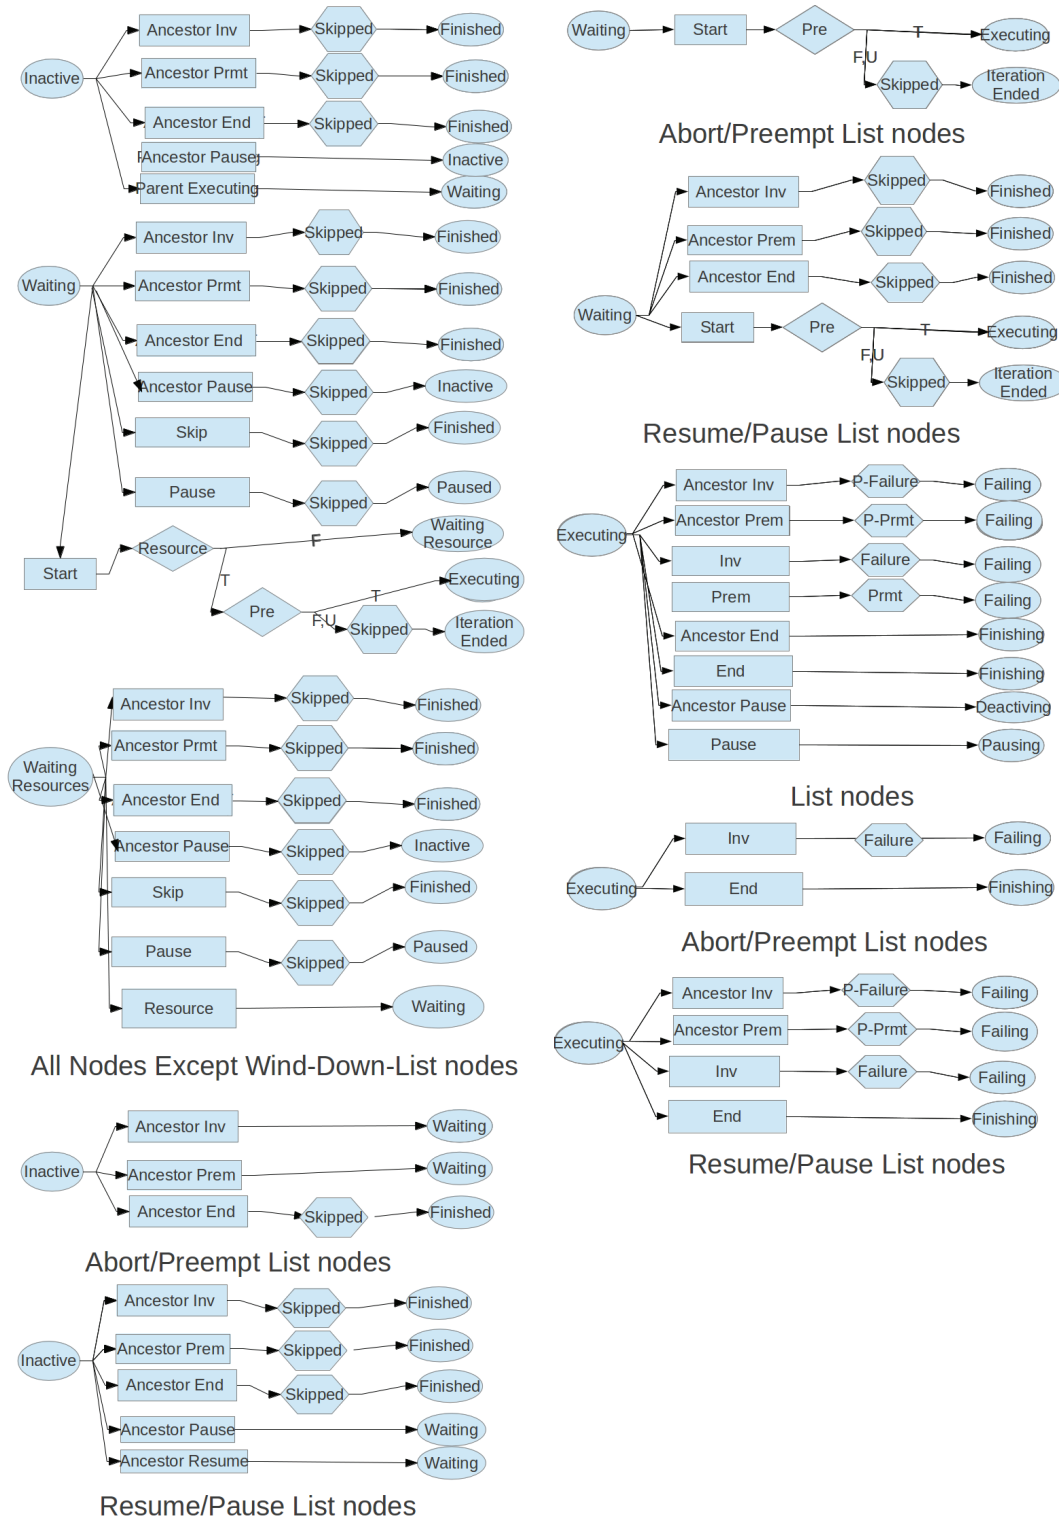 Inactive
Ancestor Inv
Skipped
Finished
Ancestor Prmt
Skipped
Finished
Ancestor End
Skipped
Finished
Ancestor Pause
Inactive
Parent Executing
Waiting
Waiting
Ancestor Inv
Skipped
Finished
Ancestor Prmt
Skipped
Finished
Ancestor End
Skipped
Finished
Ancestor Pause
Skipped
Inactive
Skip
Skipped
Finished
Pause
Skipped
Paused
Start
Resource
F
Waiting
Resource
T
Pre
T
Executing
F,U
Skipped
Iteration
Ended
Waiting
Resources
Ancestor Inv
Skipped
Finished
Ancestor Prmt
Skipped
Finished
Ancestor End
Skipped
Finished
Ancestor Pause
Skipped
Inactive
Skip
Skipped
Finished
Pause
Skipped
Paused
Resource
Waiting
All Nodes Except Wind-Down-List nodes
Inactive
Ancestor Inv
Waiting
Ancestor Prem
Waiting
Ancestor End
Skipped
Finished
Abort/Preempt List nodes
Inactive
Ancestor Inv
Skipped
Finished
Ancestor Prem
Skipped
Finished
Ancestor End
Skipped
Finished
Ancestor Pause
Waiting
Ancestor Resume
Waiting
Resume/Pause List nodes
Waiting
Start
Pre
T
Executing
F,U
Skipped
Iteration
Ended
Abort/Preempt List nodes
Waiting
Ancestor Inv
Skipped
Finished
Ancestor Prem
Skipped
Finished
Ancestor End
Skipped
Finished
Start
Pre
T
Executing
F,U
Skipped
Iteration
Ended
Resume/Pause List nodes
Executing
Ancestor Inv
P-Failure
Failing
Ancestor Prem
P-Prmt
Failing
Inv
Failure
Failing
Prem
Prmt
Failing
Ancestor End
Finishing
End
Finishing
Ancestor Pause
Deactiving
Pause
Pausing
List nodes
Executing
Inv
Failure
Failing
End
Finishing
Abort/Preempt List nodes
Executing
Ancestor Inv
P-Failure
Failing
Ancestor Prem
P-Prmt
Failing
Inv
Failure
Failing
End
Finishing
Resume/Pause List nodes